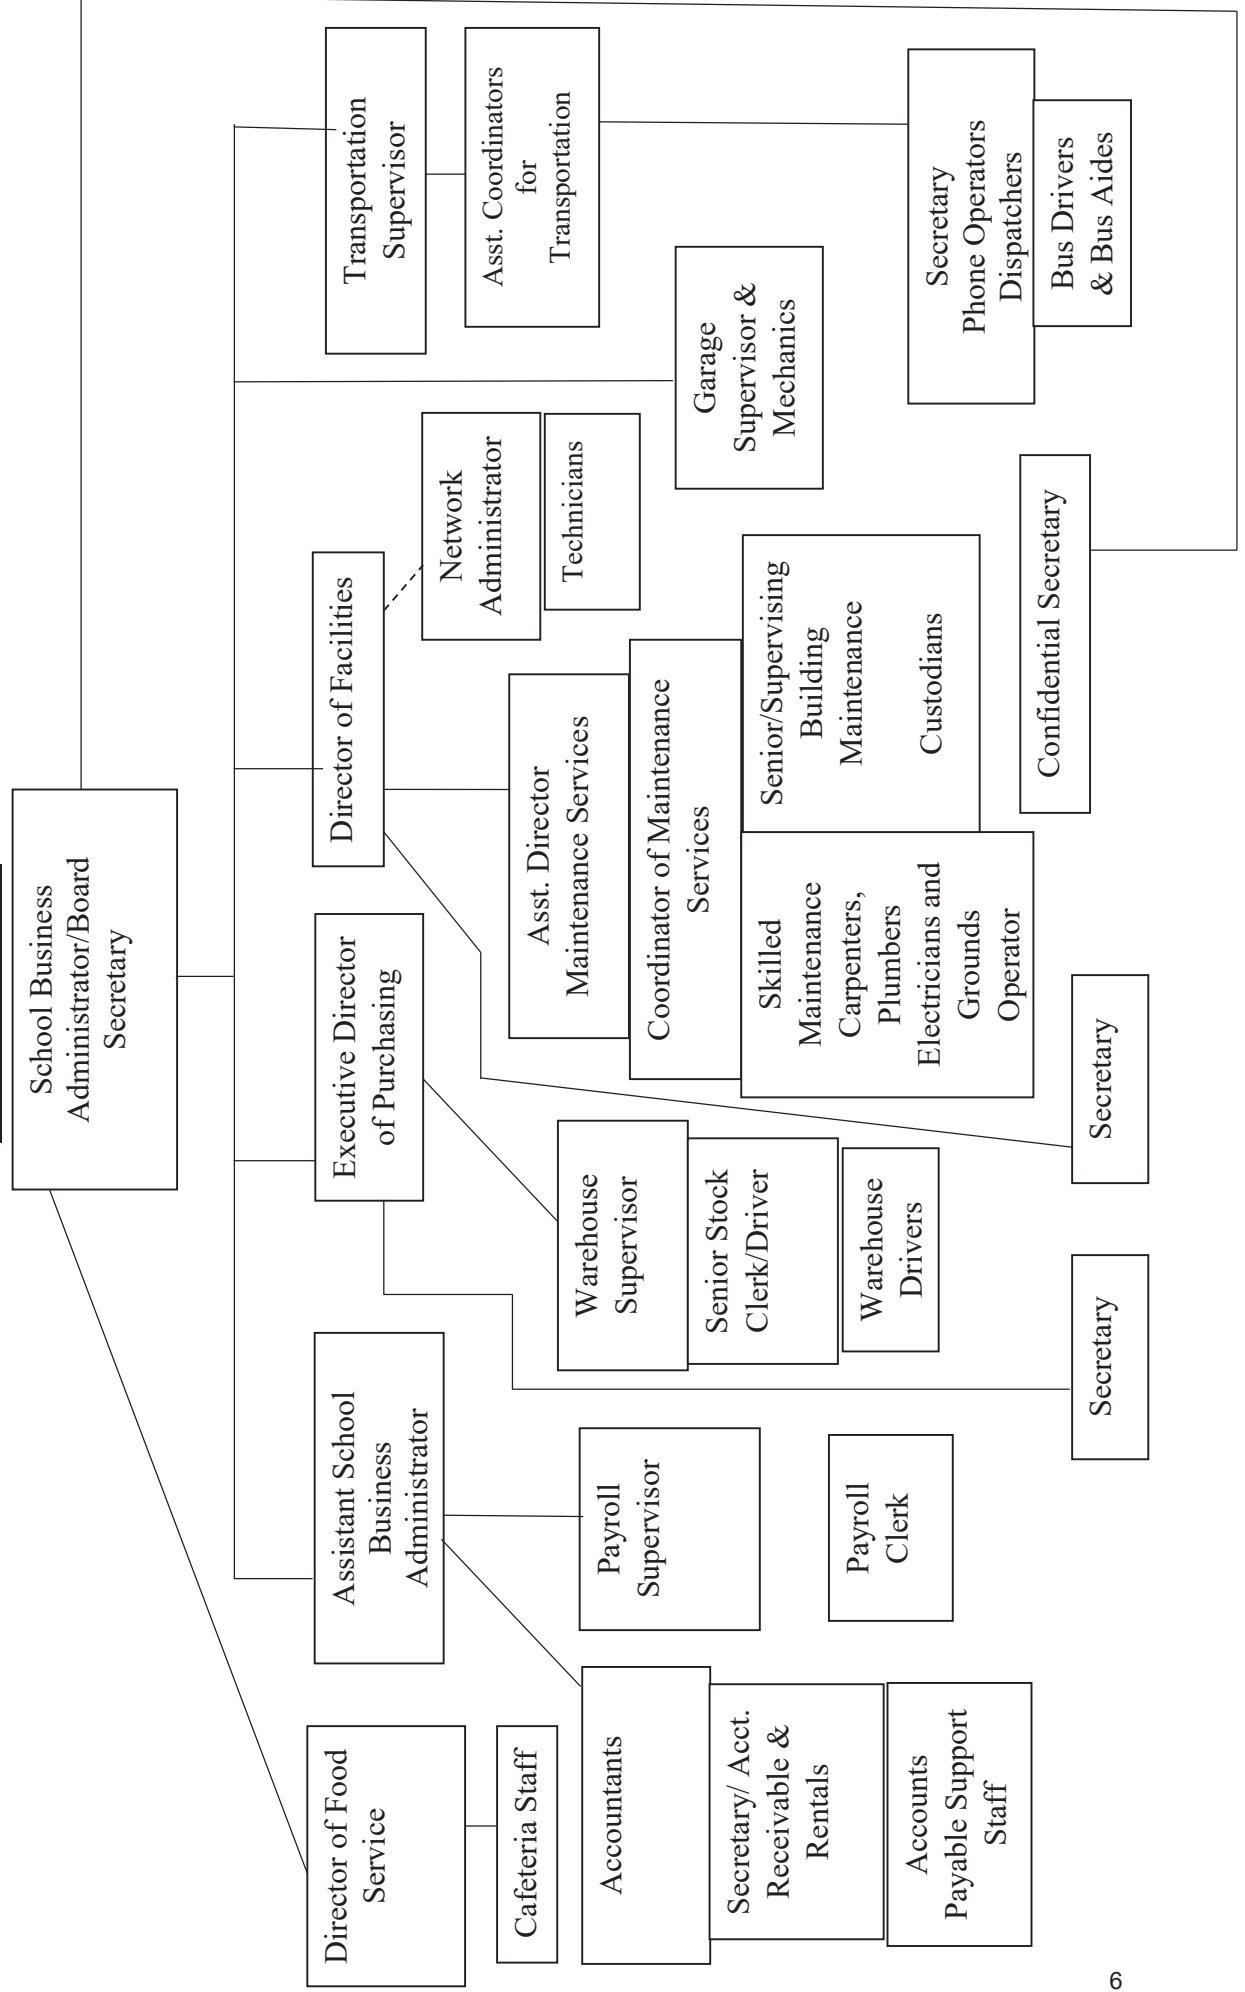 School Business
Administrator/Board
Secretary
Director of Food
Service
Cafeteria Staff
Assistant School
Business
Administrator
Accountants
Secretary/ Acct.
Receivable &
Rentals
Accounts
Payable Support
Staff
Payroll
Supervisor
Payroll
Clerk
Executive Director
of Purchasing
Warehouse
Supervisor
Senior Stock
Clerk/Driver
Warehouse
Drivers
Secretary
Director of Facilities
Network
Administrator
Technicians
Asst. Director
Maintenance Services
Coordinator of Maintenance
Services
Skilled
Maintenance
Carpenters,
Plumbers
Electricians and
Grounds
Operator
Senior/Supervising
Building
Maintenance
Custodians
Secretary
Garage
Supervisor &
Mechanics
Transportation
Supervisor
Asst. Coordinators
for
Transportation
Secretary
Phone Operators
Dispatchers
Bus Drivers
& Bus Aides
Confidential Secretary
6